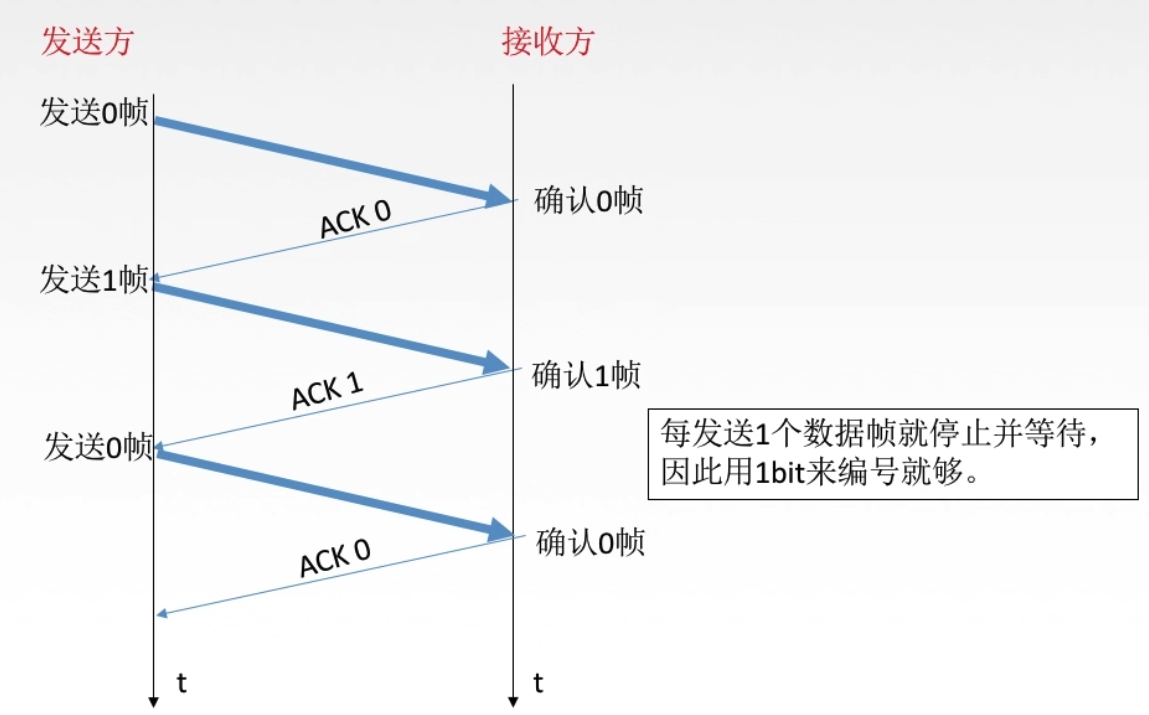 发送方
接收方
发送0帧
确认0帧
ACK 0
发送1帧
确认1帧
ACK 1
每发送1个数据帧就停止并等待，
因此用1bit来编号就够。
发送0帧
确认0帧
ACK 0
t
t